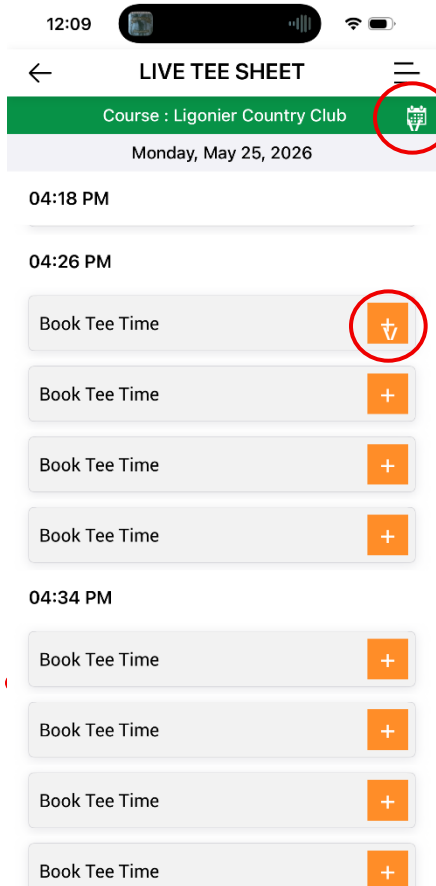 12:09
LIVE TEE SHEET
Course : Ligonier Country Club
Monday, May 25, 2026
04:18 PM
04:26 PM
Book Tee Time +
Book Tee Time +
Book Tee Time +
Book Tee Time +
04:34 PM
Book Tee Time +
Book Tee Time +
Book Tee Time +
Book Tee Time +